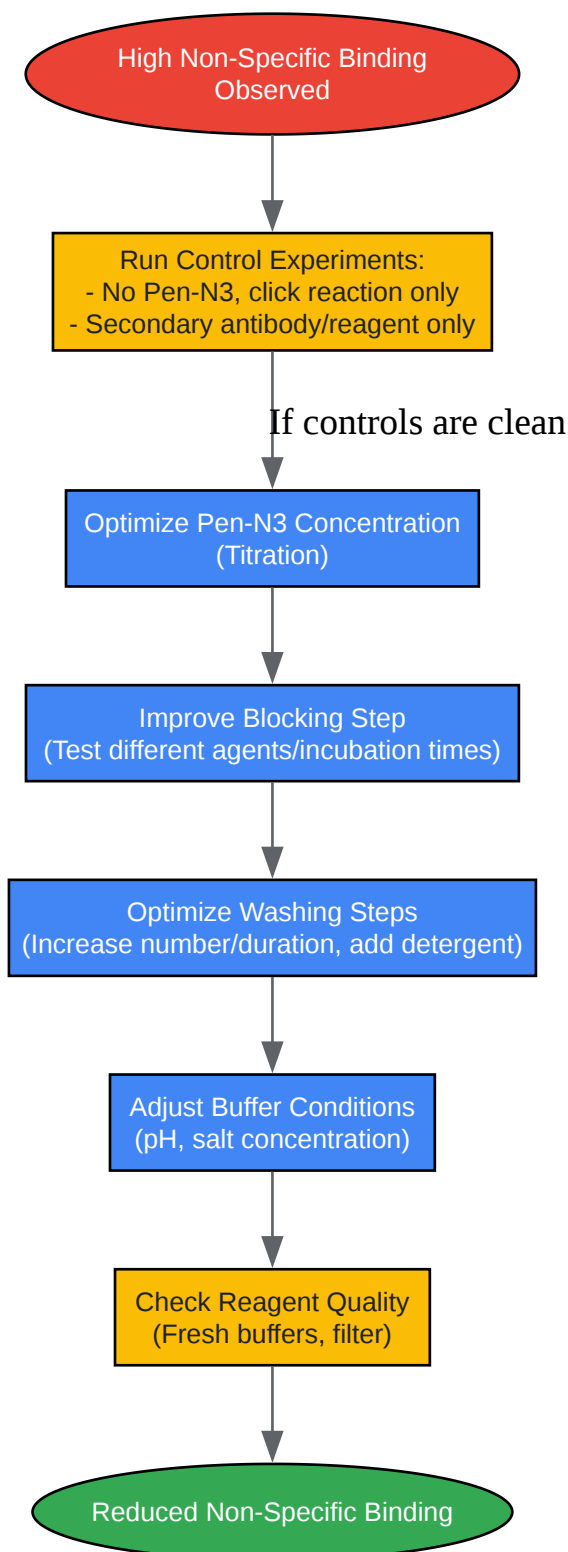 High Non-Specific Binding
Observed
Run Control Experiments:
- No Pen-N3, click reaction only
- Secondary antibody/reagent only
If controls are clean
Optimize Pen-N3 Concentration
(Titration)
Improve Blocking Step
(Test different agents/incubation times)
Optimize Washing Steps
(Increase number/duration, add detergent)
Adjust Buffer Conditions
(pH, salt concentration)
Check Reagent Quality
(Fresh buffers, filter)
Reduced Non-Specific Binding